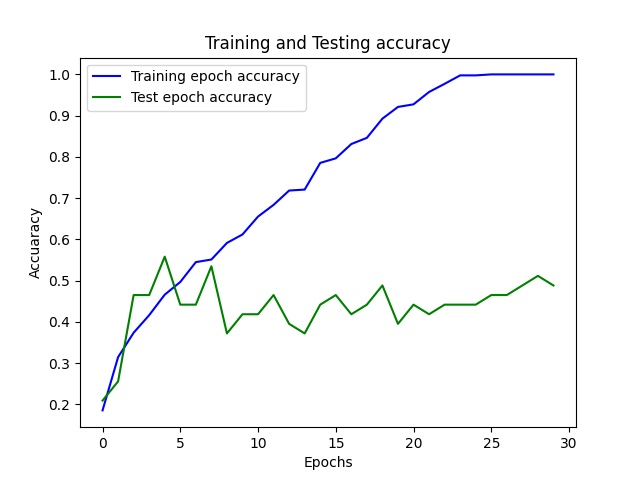 Training and Testing accuracy
Training epoch accuracy
Test epoch accuracy
Accuaracy
1.0
0.9
0.8
0.7
0.6
0.5
0.4
0.3
0.2
0 5 10 15 20 25 30
Epochs